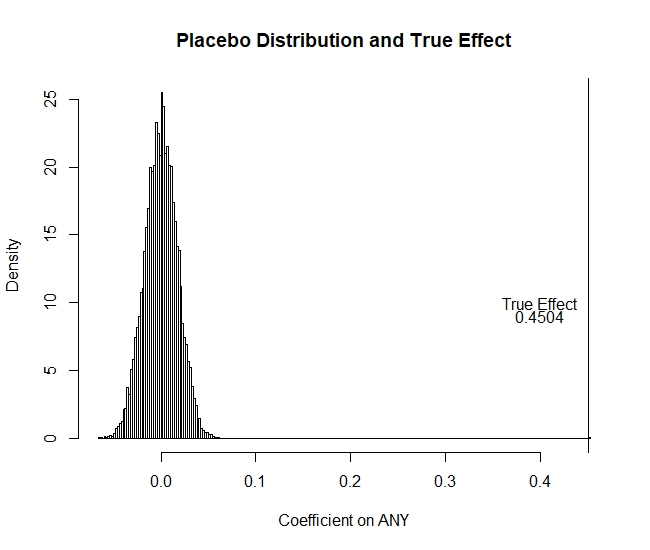 Placebo Distribution and True Effect
25
20
15
10
5
0
Density
True Effect
0.4504
0.0 0.1 0.2 0.3 0.4
Coefficient on ANY